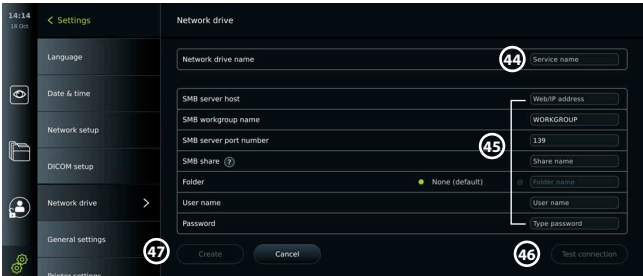 14:14
18 Oct
Settings
Network drive
Language
Network drive name
44
Service name
Date & time
SMB server host
Web/IP address
SMB workgroup name
WORKGROUP
Network setup
SMB server port number
45
139
DICOM setup
SMB share ?
Share name
Folder
None (default)
Folder name
Network drive
User name
User name
Password
Type password
General settings
47
Create
Cancel
46
Test connection
Printer settings